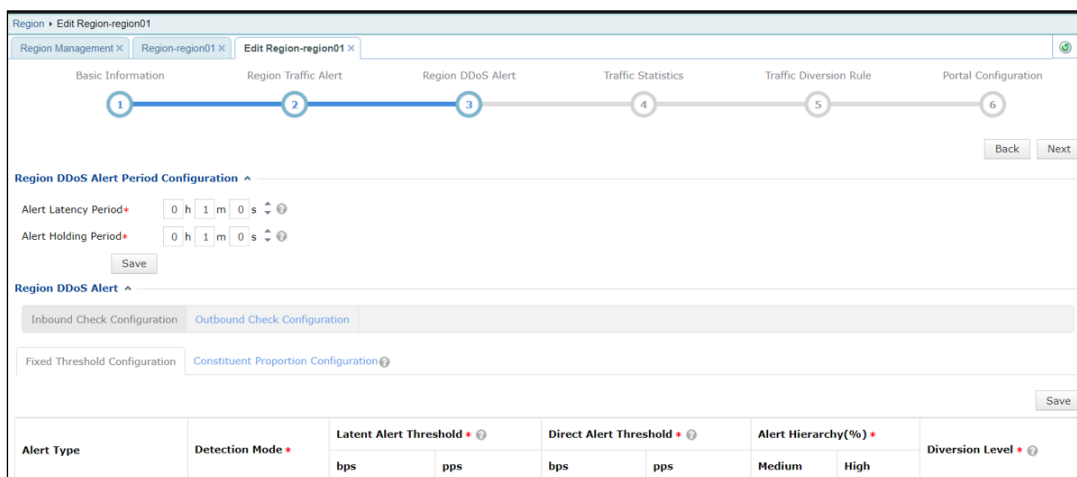 Region ▸ Edit Region-region01
Region Management × Region-region01 × Edit Region-region01 ×
Basic Information Region Traffic Alert Region DDoS Alert Traffic Statistics Traffic Diversion Rule Portal Configuration
1 2 3 4 5 6
Back Next
Region DDoS Alert Period Configuration
Alert Latency Period* 0 h 1 m 0 s ?
Alert Holding Period* 0 h 1 m 0 s ?
Save
Region DDoS Alert
Inbound Check Configuration Outbound Check Configuration
Fixed Threshold Configuration Constituent Proportion Configuration ?
Save
Alert Type Detection Mode * Latent Alert Threshold * ? Direct Alert Threshold * ? Alert Hierarchy(%) * Diversion Level * ?
bps pps bps pps Medium High